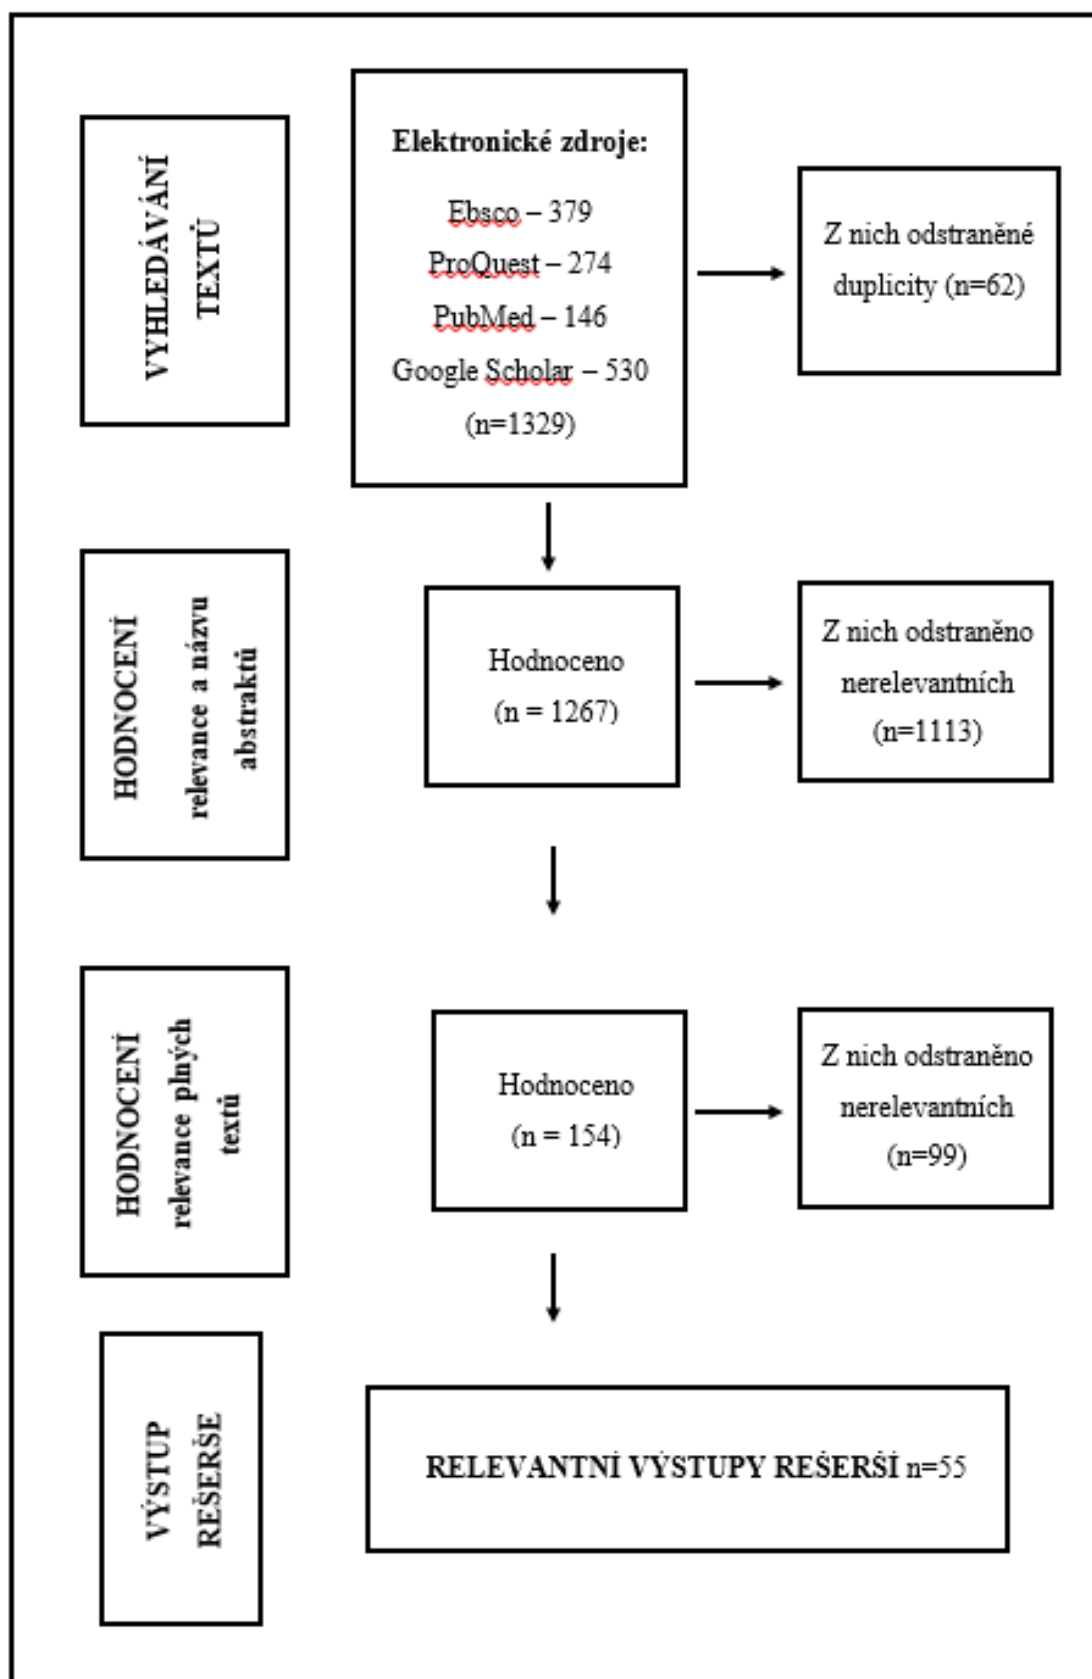 VYHLEDÁVÁNÍ
TEXTŮ
Elektronické zdroje:
Ebsco – 379
ProQuest – 274
PubMed – 146
Google Scholar – 530
(n=1329)
Z nich odstraněné
duplicity (n=62)
HODNOCENÍ
relevance a názvu
abstraktů
Hodnoceno
(n = 1267)
Z nich odstraněno
nerelevantních
(n=1113)
HODNOCENÍ
relevance plných
textů
Hodnoceno
(n = 154)
Z nich odstraněno
nerelevantních
(n=99)
VÝSTUP
REŠERŠE
RELEVANTNÍ VÝSTUPY REŠERŠÍ n=55